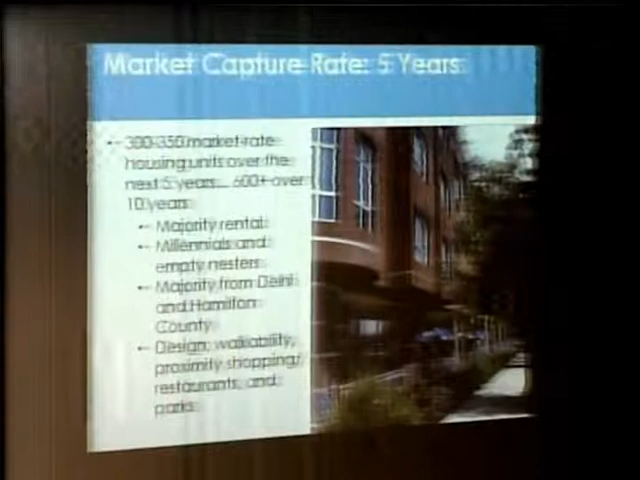 Market Capture Rate: 5 Years
300-350 market-rate
housing units over the
next 5 years... 600+ over
10 years
Majority rental
Millennials and
empty nesters
Majority from Delhi
and Hamilton
County
Design: walkability,
proximity shopping/
restaurants, and
parks